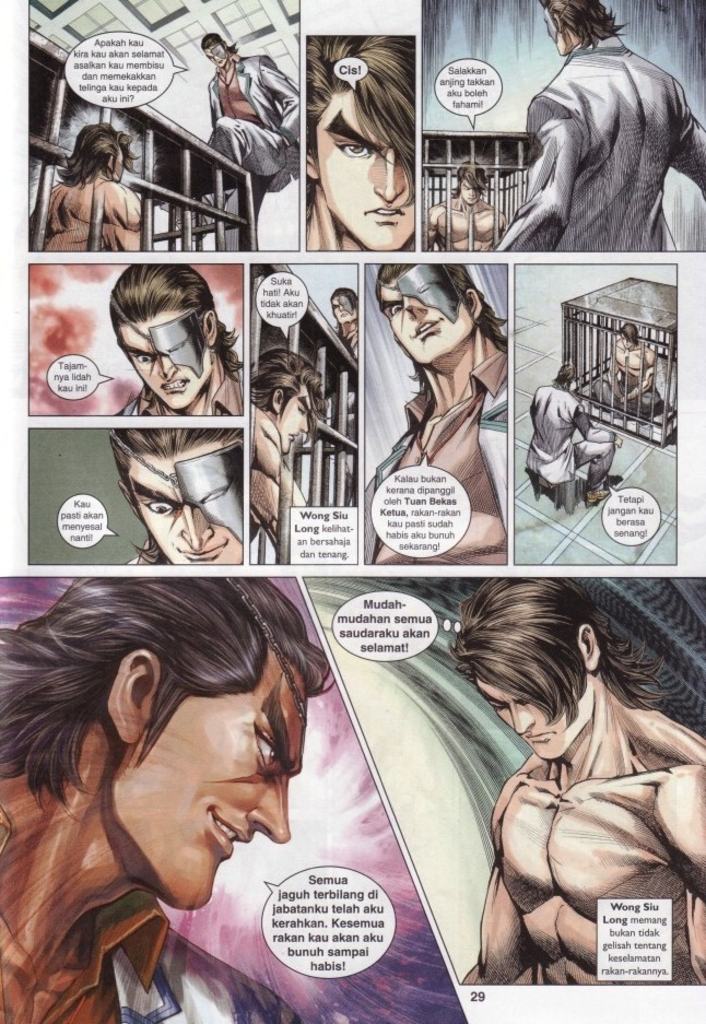 Apakah kau
kira kau akan selamat
asalkan kau membisu
dan memekakkan
telinga kau kepada
aku ini?
Cis!
Salakkan
anjing takkan
aku boleh
fahami!
Tajam-
nya lidah
kau ini!
Kau
pasti akan
menyesal
nanti!
Suka
hati! Aku
tidak akan
khuatir!
Wong Siu
Long kelihat-
an bersahaja
dan tenang.
Kalau bukan
kerana dipanggil
oleh Tuan Bekas
Ketua, rakan-rakan
kau pasti sudah
habis aku bunuh
sekarang!
Tetapi
jangan kau
berasa
senang!
Semua
jaguh terbilang di
jabatanku telah aku
kerahkan. Kesemua
rakan kau akan aku
bunuh sampai
habis!
Mudah-
mudahan semua
saudaraku akan
selamat!
Wong Siu
Long memang
bukan tidak
gelisah tentang
keselamatan
rakan-rakannya.
29